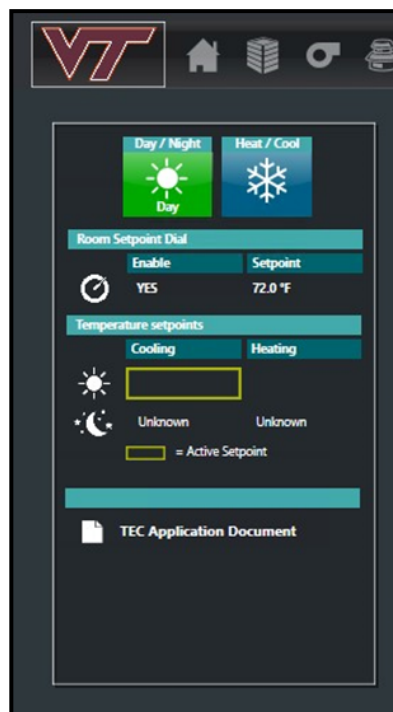 VT
Day / Night Heat / Cool
Day
Room Setpoint Dial
Enable Setpoint
YES 72.0 °F
Temperature setpoints
Cooling Heating
Unknown Unknown
= Active Setpoint
TEC Application Document